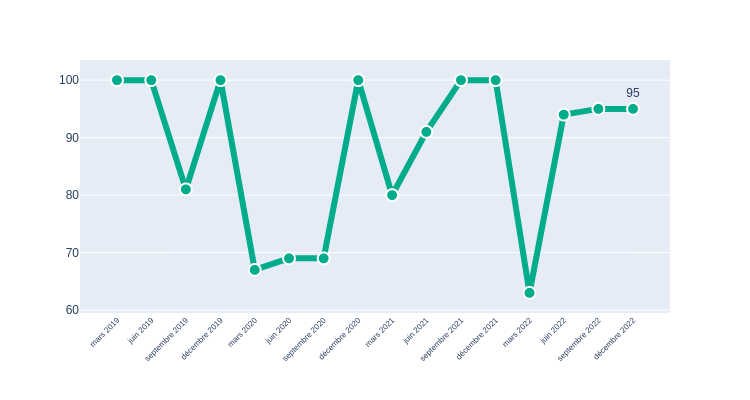 100
90
80
70
60
95
mars 2019
juin 2019
septembre 2019
décembre 2019
mars 2020
juin 2020
septembre 2020
décembre 2020
mars 2021
juin 2021
septembre 2021
décembre 2021
mars 2022
juin 2022
septembre 2022
décembre 2022